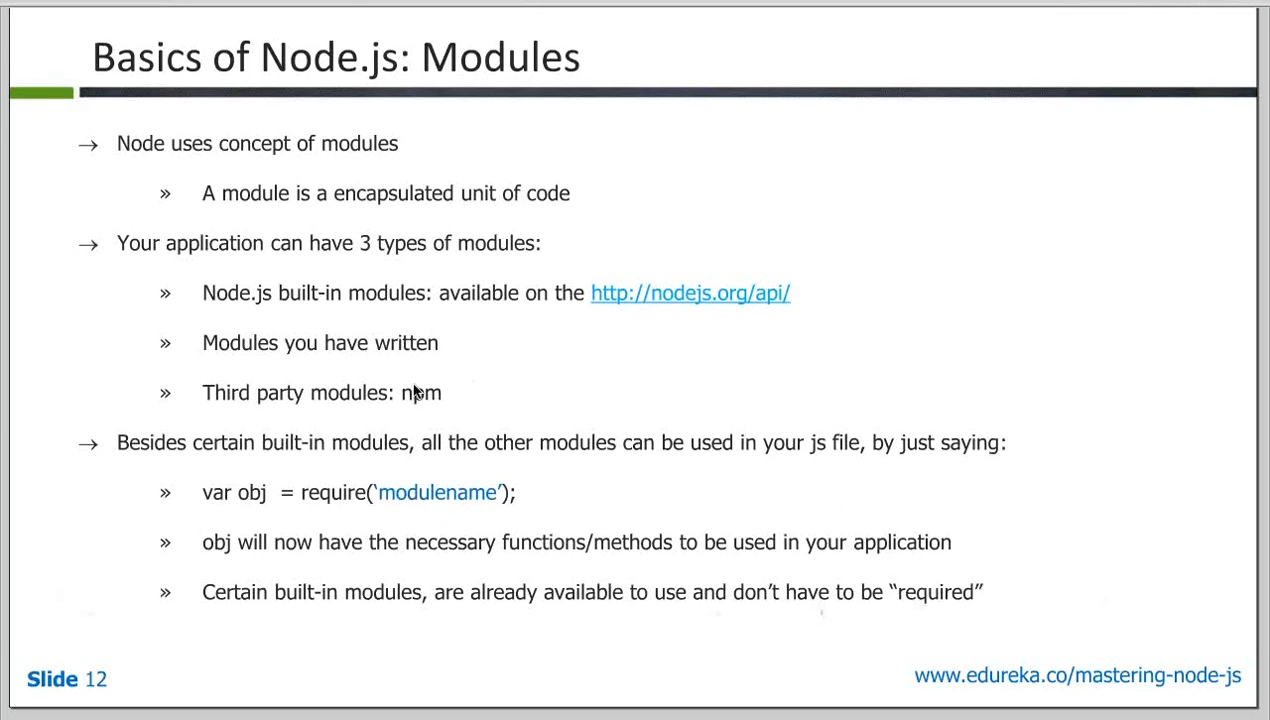 Basics of Node.js: Modules
→ Node uses concept of modules
» A module is a encapsulated unit of code
→ Your application can have 3 types of modules:
» Node.js built-in modules: available on the http://nodejs.org/api/
» Modules you have written
» Third party modules: npm
→ Besides certain built-in modules, all the other modules can be used in your js file, by just saying:
» var obj = require(‘modulename’);
» obj will now have the necessary functions/methods to be used in your application
» Certain built-in modules, are already available to use and don’t have to be “required”
Slide 12
www.edureka.co/mastering-node-js